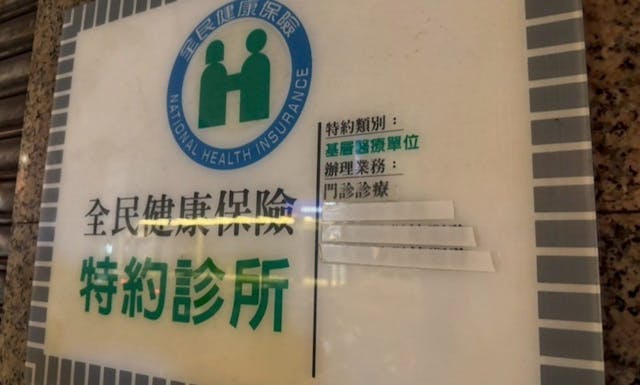 全民健康保險
NATIONAL HEALTH INSURANCE
全民健康保險
特約診所
特約類別：
基層醫療單位
辦理業務：
門診診療